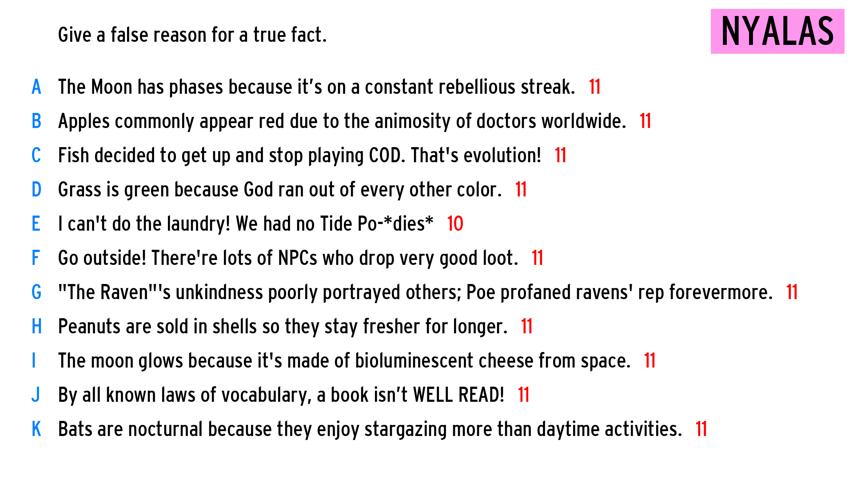 Give a false reason for a true fact.
NYALAS
A The Moon has phases because it’s on a constant rebellious streak. 11
B Apples commonly appear red due to the animosity of doctors worldwide. 11
C Fish decided to get up and stop playing COD. That's evolution! 11
D Grass is green because God ran out of every other color. 11
E I can't do the laundry! We had no Tide Po-*dies* 10
F Go outside! There're lots of NPCs who drop very good loot. 11
G "The Raven"'s unkindness poorly portrayed others; Poe profaned ravens' rep forevermore. 11
H Peanuts are sold in shells so they stay fresher for longer. 11
I The moon glows because it's made of bioluminescent cheese from space. 11
J By all known laws of vocabulary, a book isn’t WELL READ! 11
K Bats are nocturnal because they enjoy stargazing more than daytime activities. 11